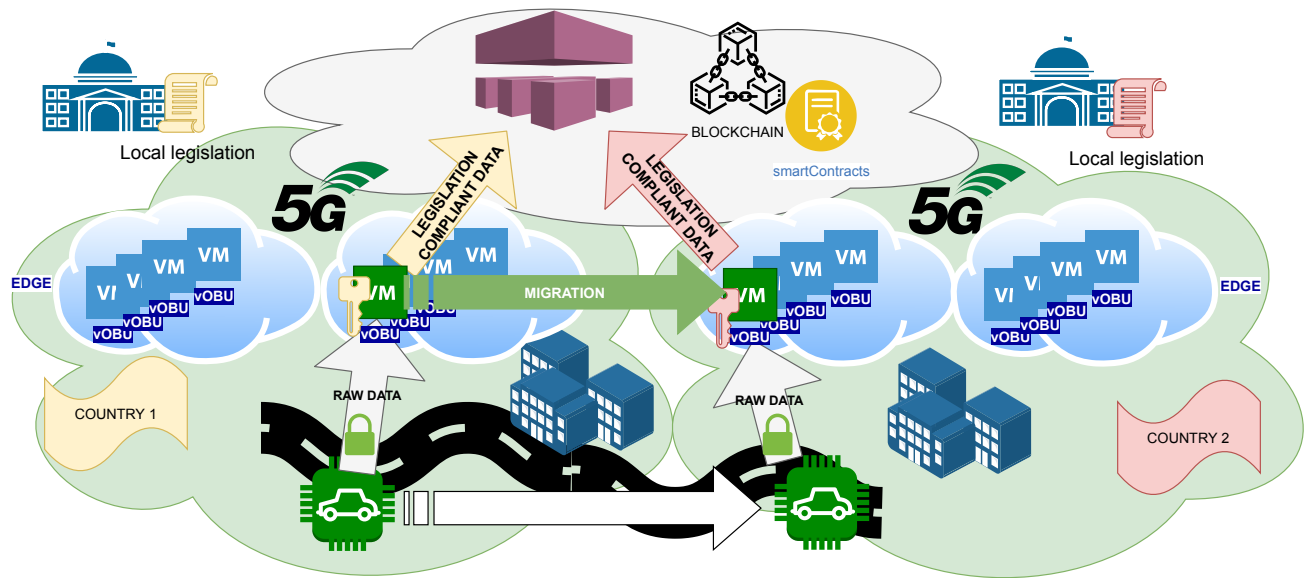 BLOCKCHAIN
smartContracts
Local legislation
Local legislation
5G
5G
LEGISLATION
COMPLIANT DATA
LEGISLATION
COMPLIANT DATA
EDGE
VM
VM
vOBU
vOBU
vOBU
vOBU
VM
VM
VM
vOBU
vOBU
MIGRATION
VM
VM
VM
vOBU
vOBU
vOBU
VM
VM
vOBU
vOBU
vOBU
vOBU
EDGE
COUNTRY 1
RAW DATA
RAW DATA
COUNTRY 2